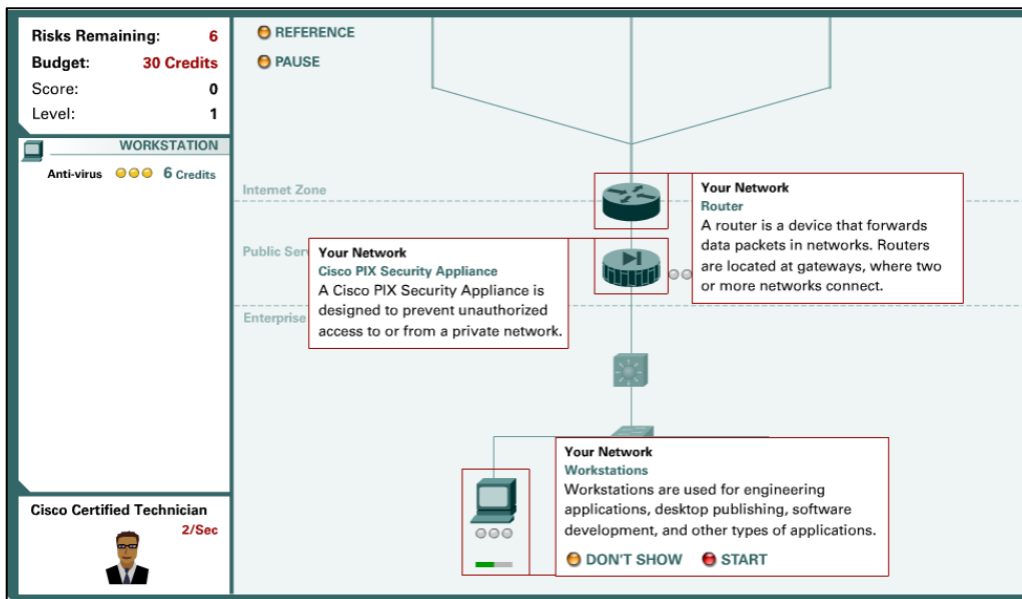 Risks Remaining: 6
Budget: 30 Credits
Score: 0
Level: 1
WORKSTATION
Anti-virus 6 Credits
Cisco Certified Technician
2/Sec
REFERENCE
PAUSE
Internet Zone
Public Ser
Enterprise
Your Network
Router
A router is a device that forwards
data packets in networks. Routers
are located at gateways, where two
or more networks connect.
Your Network
Cisco PIX Security Appliance
A Cisco PIX Security Appliance is
designed to prevent unauthorized
access to or from a private network.
Your Network
Workstations
Workstations are used for engineering
applications, desktop publishing, software
development, and other types of applications.
DON'T SHOW START